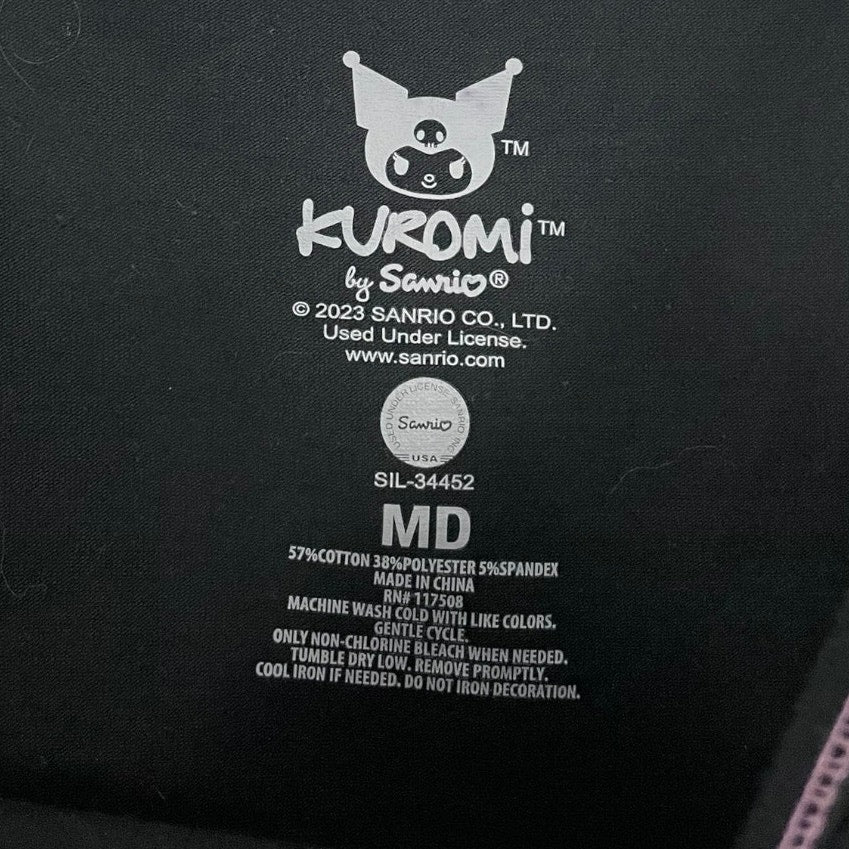 TM
KUROMI TM
by Sanrio®
© 2023 SANRIO CO., LTD.
Used Under License.
www.sanrio.com
USED UNDER LICENSE, SANRIO INC.
Sanrio
USA
SIL-34452
MD
57%COTTON 38%POLYESTER 5%SPANDEX
MADE IN CHINA
RN# 117508
MACHINE WASH COLD WITH LIKE COLORS.
GENTLE CYCLE.
ONLY NON-CHLORINE BLEACH WHEN NEEDED.
TUMBLE DRY LOW. REMOVE PROMPTLY.
COOL IRON IF NEEDED. DO NOT IRON DECORATION.